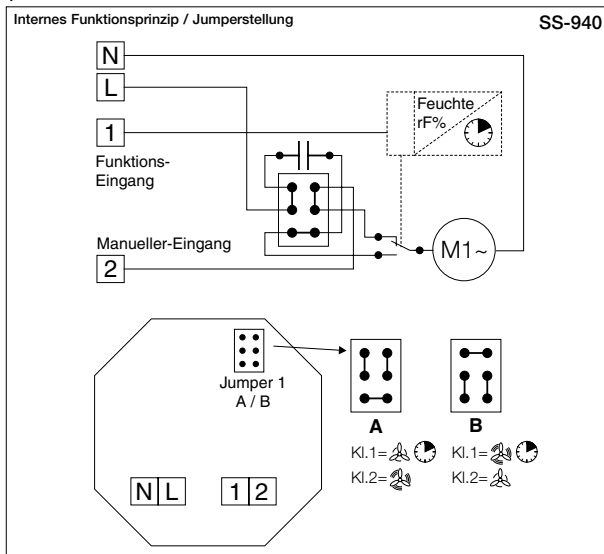 Internes Funktionsprinzip / Jumperstellung
SS-940
N
L
1
Funktions-
Eingang
Feuchte
rF%
Manueller-Eingang
2
M1~
Jumper 1
A / B
N L
1 2
A
Kl.1=
Kl.2=
B
Kl.1=
Kl.2=